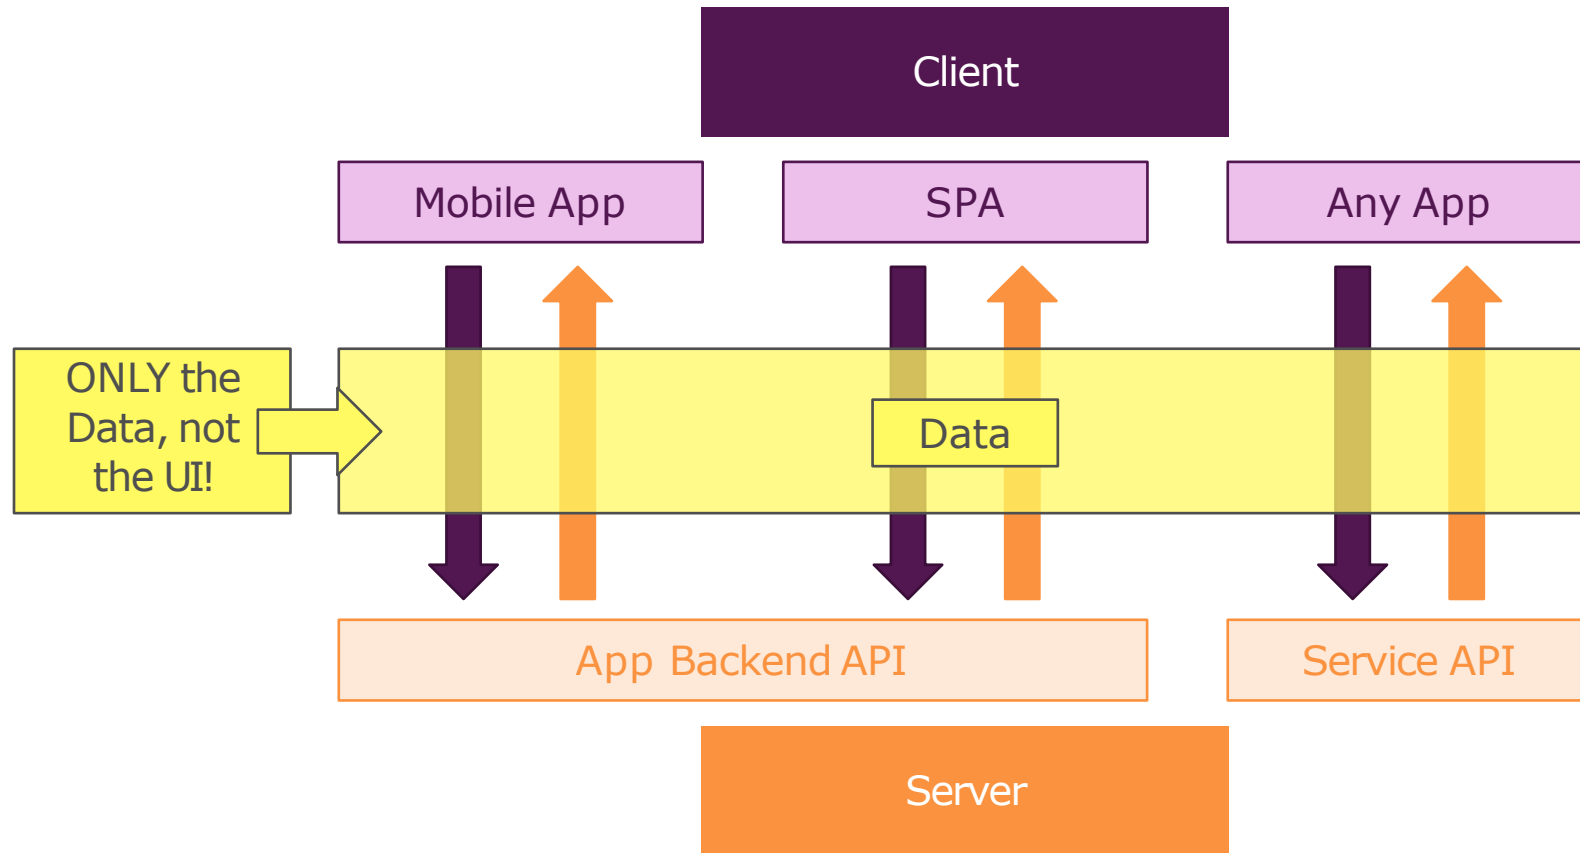 Client
Mobile App
SPA
Any App
ONLY the
Data, not
the UI!
Data
App Backend API
Service API
Server